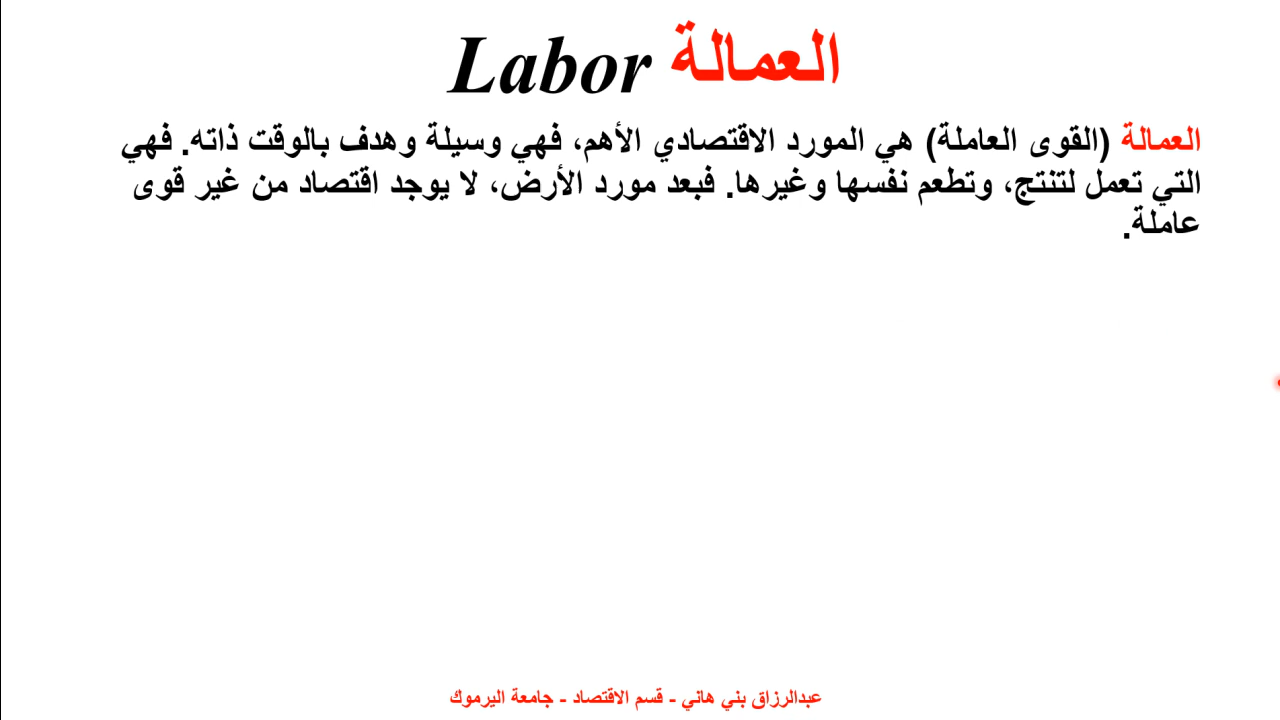 العمالة Labor
العمالة (القوى العاملة) هي المورد الاقتصادي الأهم، فهي وسيلة وهدف بالوقت ذاته. فهي
التي تعمل لتنتج، وتطعم نفسها وغيرها. فبعد مورد الأرض، لا يوجد اقتصاد من غير قوى
عاملة.
عبدالرزاق بني هاني - قسم الاقتصاد - جامعة اليرموك